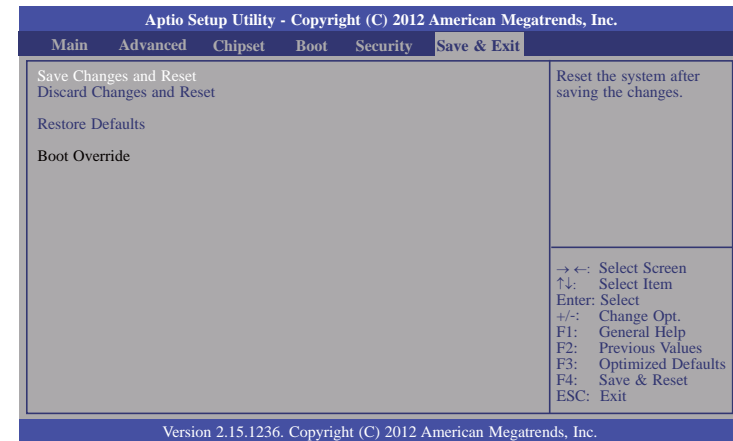 Aptio Setup Utility - Copyright (C) 2012 American Megatrends, Inc.
Main Advanced Chipset Boot Security Save & Exit
Save Changes and Reset
Discard Changes and Reset
Restore Defaults
Boot Override
Reset the system after
saving the changes.
→ ←: Select Screen
↑↓: Select Item
Enter: Select
+/-: Change Opt.
F1: General Help
F2: Previous Values
F3: Optimized Defaults
F4: Save & Reset
ESC: Exit
Version 2.15.1236. Copyright (C) 2012 American Megatrends, Inc.